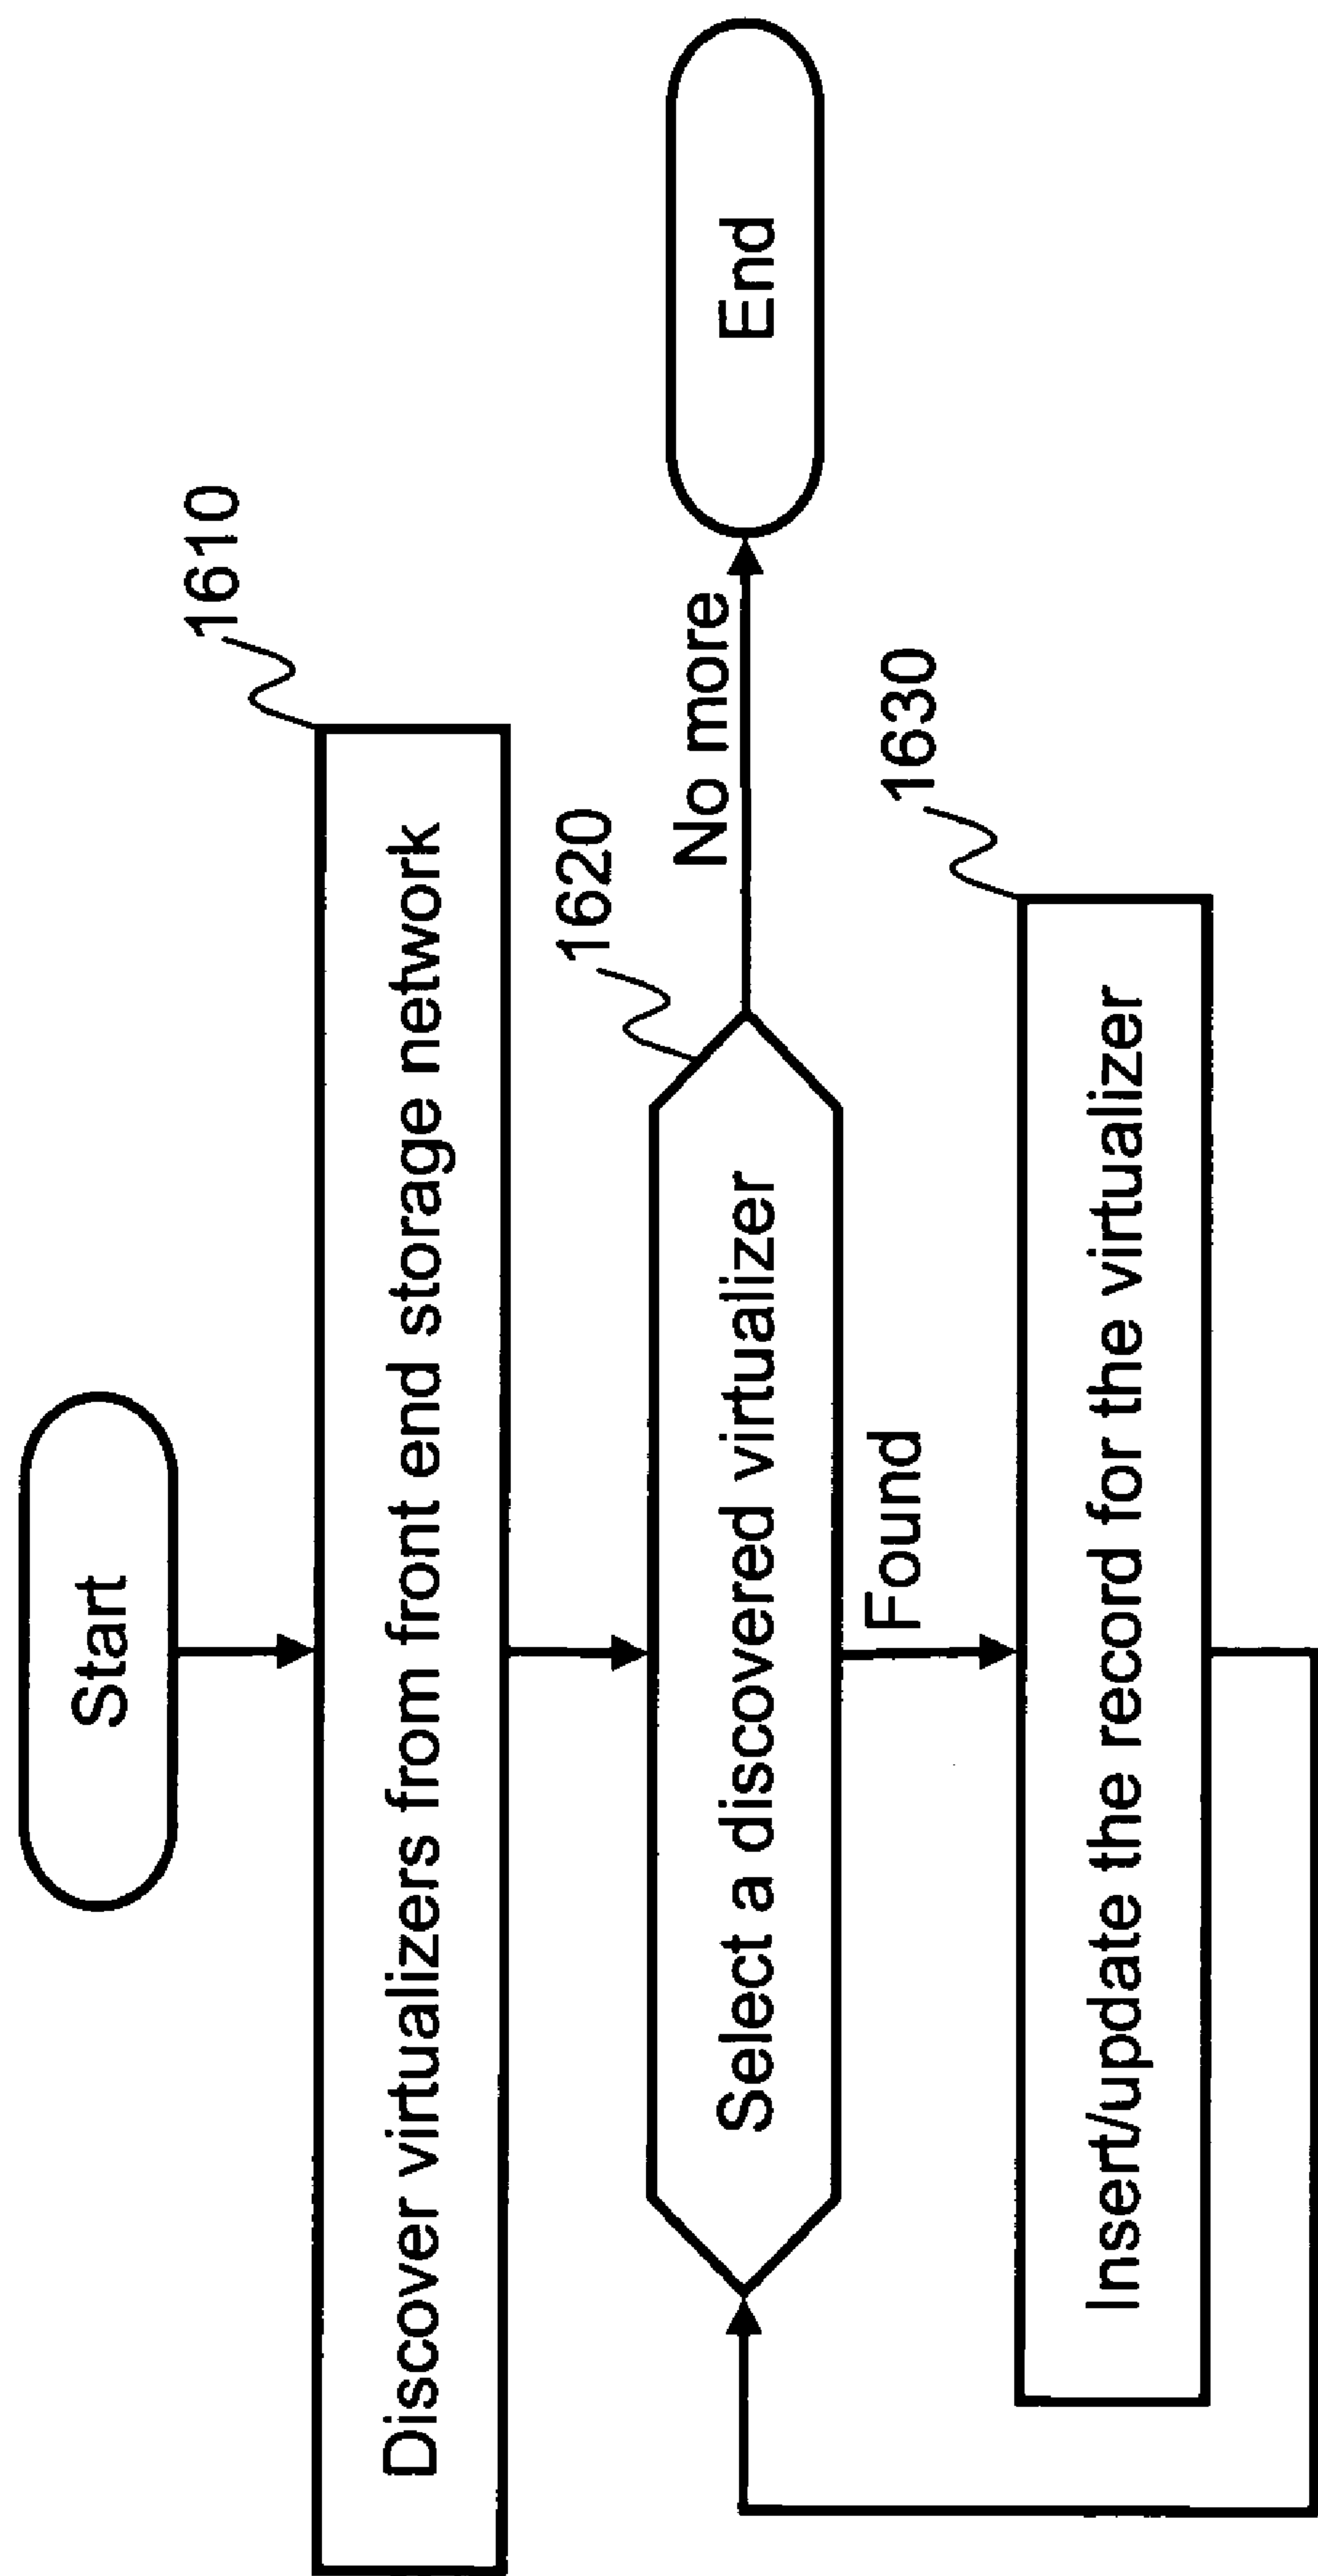 Start
1610
Discover virtualizers from front end storage network
1620
Select a discovered virtualizer
No more
End
Found
1630
Insert/update the record for the virtualizer